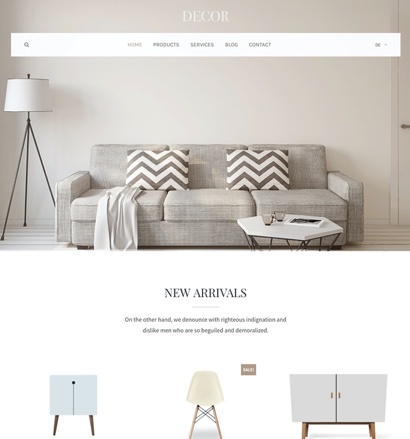 DECOR
HOME PRODUCTS SERVICES BLOG CONTACT
NEW ARRIVALS
On the other hand, we denounce with righteous indignation and
dislike men who are so beguiled and demoralized.
SALE!